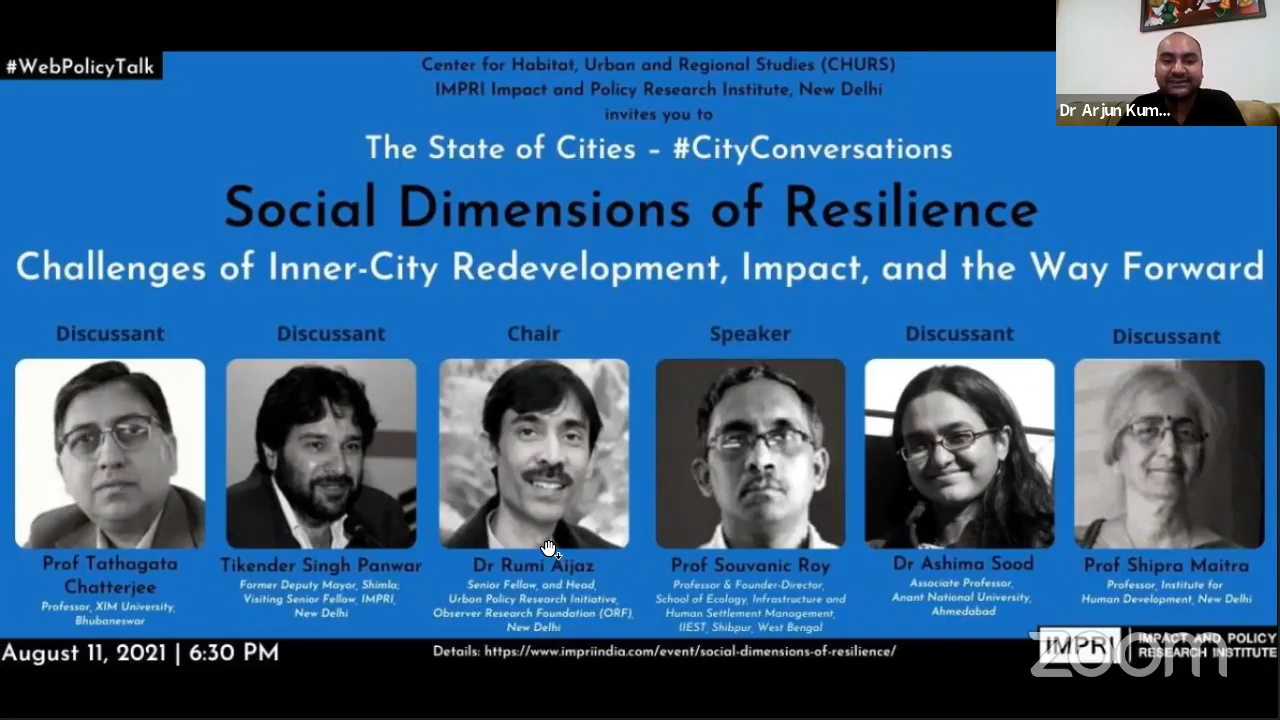 #WebPolicyTalk
Center for Habitat, Urban and Regional Studies (CHURS)
IMPRI Impact and Policy Research Institute, New Delhi
invites you to
The State of Cities – #CityConversations
Social Dimensions of Resilience
Challenges of Inner-City Redevelopment, Impact, and the Way Forward
Dr Arjun Kum...
Discussant
Prof Tathagata
Chatterjee
Professor, XIM University,
Bhubaneswar
Discussant
Tikender Singh Panwar
Former Deputy Mayor, Shimla;
Visiting Senior Fellow, IMPRI,
New Delhi
Chair
Dr Rumi Aijaz
Senior Fellow, and Head,
Urban Policy Research Initiative,
Observer Research Foundation (ORF),
New Delhi
Speaker
Prof Souvanic Roy
Professor & Founder-Director,
School of Ecology, Infrastructure and
Human Settlement Management,
IIEST, Shibpur, West Bengal
Discussant
Dr Ashima Sood
Associate Professor,
Anant National University,
Ahmedabad
Discussant
Prof Shipra Maitra
Professor, Institute for
Human Development, New Delhi
August 11, 2021 | 6:30 PM
Details: https://www.impriindia.com/event/social-dimensions-of-resilience/
IMPRI
IMPACT AND POLICY
RESEARCH INSTITUTE
zoom